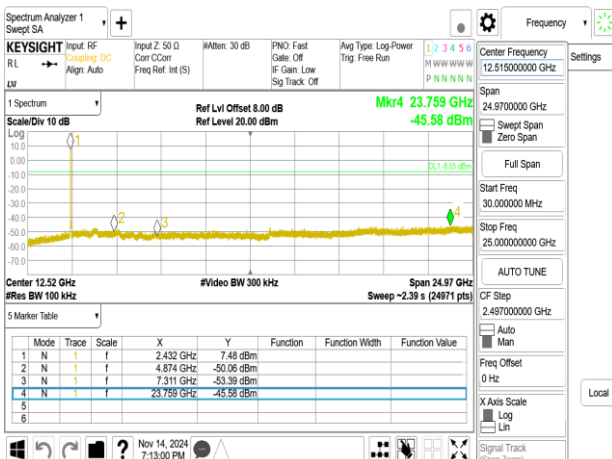 Spectrum Analyzer 1
Swept SA
Frequency
KEYSIGHT
RL
LXI
Input: RF
Coupling: DC
Align: Auto
Input Z: 50 Ω
Corr CCorr
Freq Ref: Int (S)
#Atten: 30 dB
PNO: Fast
Gate: Off
IF Gain: Low
Sig Track: Off
Avg Type: Log-Power
Trig: Free Run
1 2 3 4 5 6
M W W W W W
P N N N N N
1 Spectrum
Scale/Div 10 dB
Ref Lvl Offset 8.00 dB
Ref Level 20.00 dBm
Mkr4 23.759 GHz
-45.58 dBm
Log
10.0
0.00
-10.0
-20.0
-30.0
-40.0
-50.0
-60.0
-70.0
1
2
3
4
Center 12.52 GHz
#Res BW 100 kHz
#Video BW 300 kHz
Span 24.97 GHz
Sweep ~2.39 s (24971 pts)
5 Marker Table
Mode Trace Scale X Y Function Function Width Function Value
1 N 1 f 2.432 GHz 7.48 dBm
2 N 1 f 4.874 GHz -50.06 dBm
3 N 1 f 7.311 GHz -53.39 dBm
4 N 1 f 23.759 GHz -45.58 dBm
5
6
Nov 14, 2024
7:13:00 PM
Center Frequency
12.515000000 GHz
Settings
Span
24.9700000 GHz
Swept Span
Zero Span
Full Span
Start Freq
30.000000 MHz
Stop Freq
25.000000000 GHz
AUTO TUNE
CF Step
2.497000000 GHz
Auto
Man
Freq Offset
0 Hz
X Axis Scale
Log
Lin
Local
Signal Track